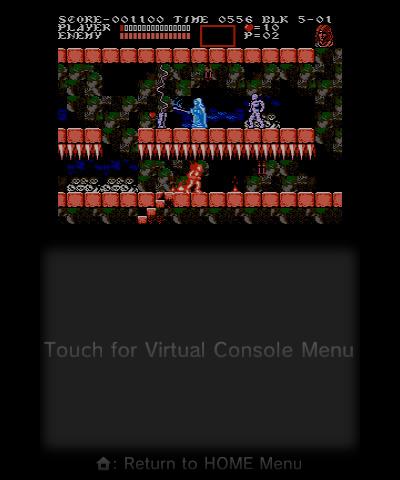 SCORE-001100 TIME 0556 BLK 5-01
PLAYER =10
ENEMY P=02
Touch for Virtual Console Menu
: Return to HOME Menu